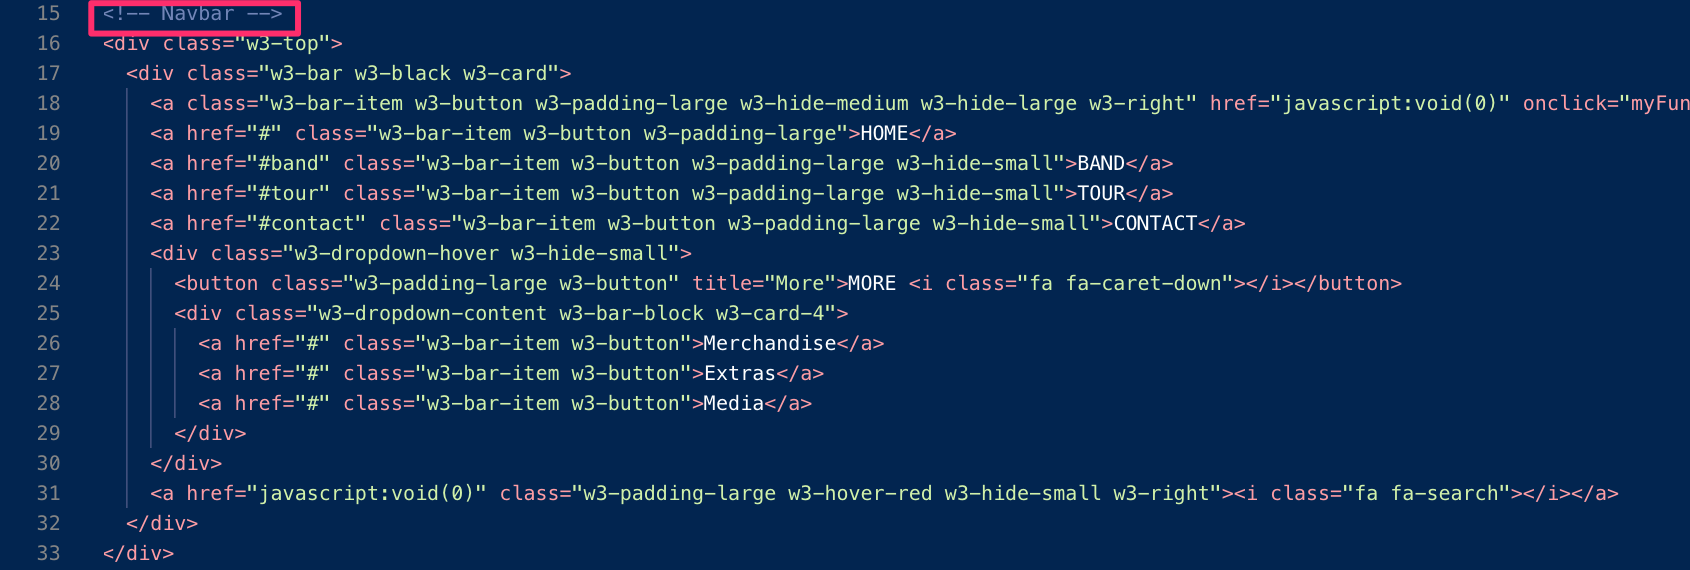 15 <!-- Navbar -->
16 <div class="w3-top">
17 <div class="w3-bar w3-black w3-card">
18 <a class="w3-bar-item w3-button w3-padding-large w3-hide-medium w3-hide-large w3-right" href="javascript:void(0)" onclick="myFun
19 <a href="#" class="w3-bar-item w3-button w3-padding-large">HOME</a>
20 <a href="#band" class="w3-bar-item w3-button w3-padding-large w3-hide-small">BAND</a>
21 <a href="#tour" class="w3-bar-item w3-button w3-padding-large w3-hide-small">TOUR</a>
22 <a href="#contact" class="w3-bar-item w3-button w3-padding-large w3-hide-small">CONTACT</a>
23 <div class="w3-dropdown-hover w3-hide-small">
24 <button class="w3-padding-large w3-button" title="More">MORE <i class="fa fa-caret-down"></i></button>
25 <div class="w3-dropdown-content w3-bar-block w3-card-4">
26 <a href="#" class="w3-bar-item w3-button">Merchandise</a>
27 <a href="#" class="w3-bar-item w3-button">Extras</a>
28 <a href="#" class="w3-bar-item w3-button">Media</a>
29 </div>
30 </div>
31 <a href="javascript:void(0)" class="w3-padding-large w3-hover-red w3-hide-small w3-right"><i class="fa fa-search"></i></a>
32 </div>
33 </div>